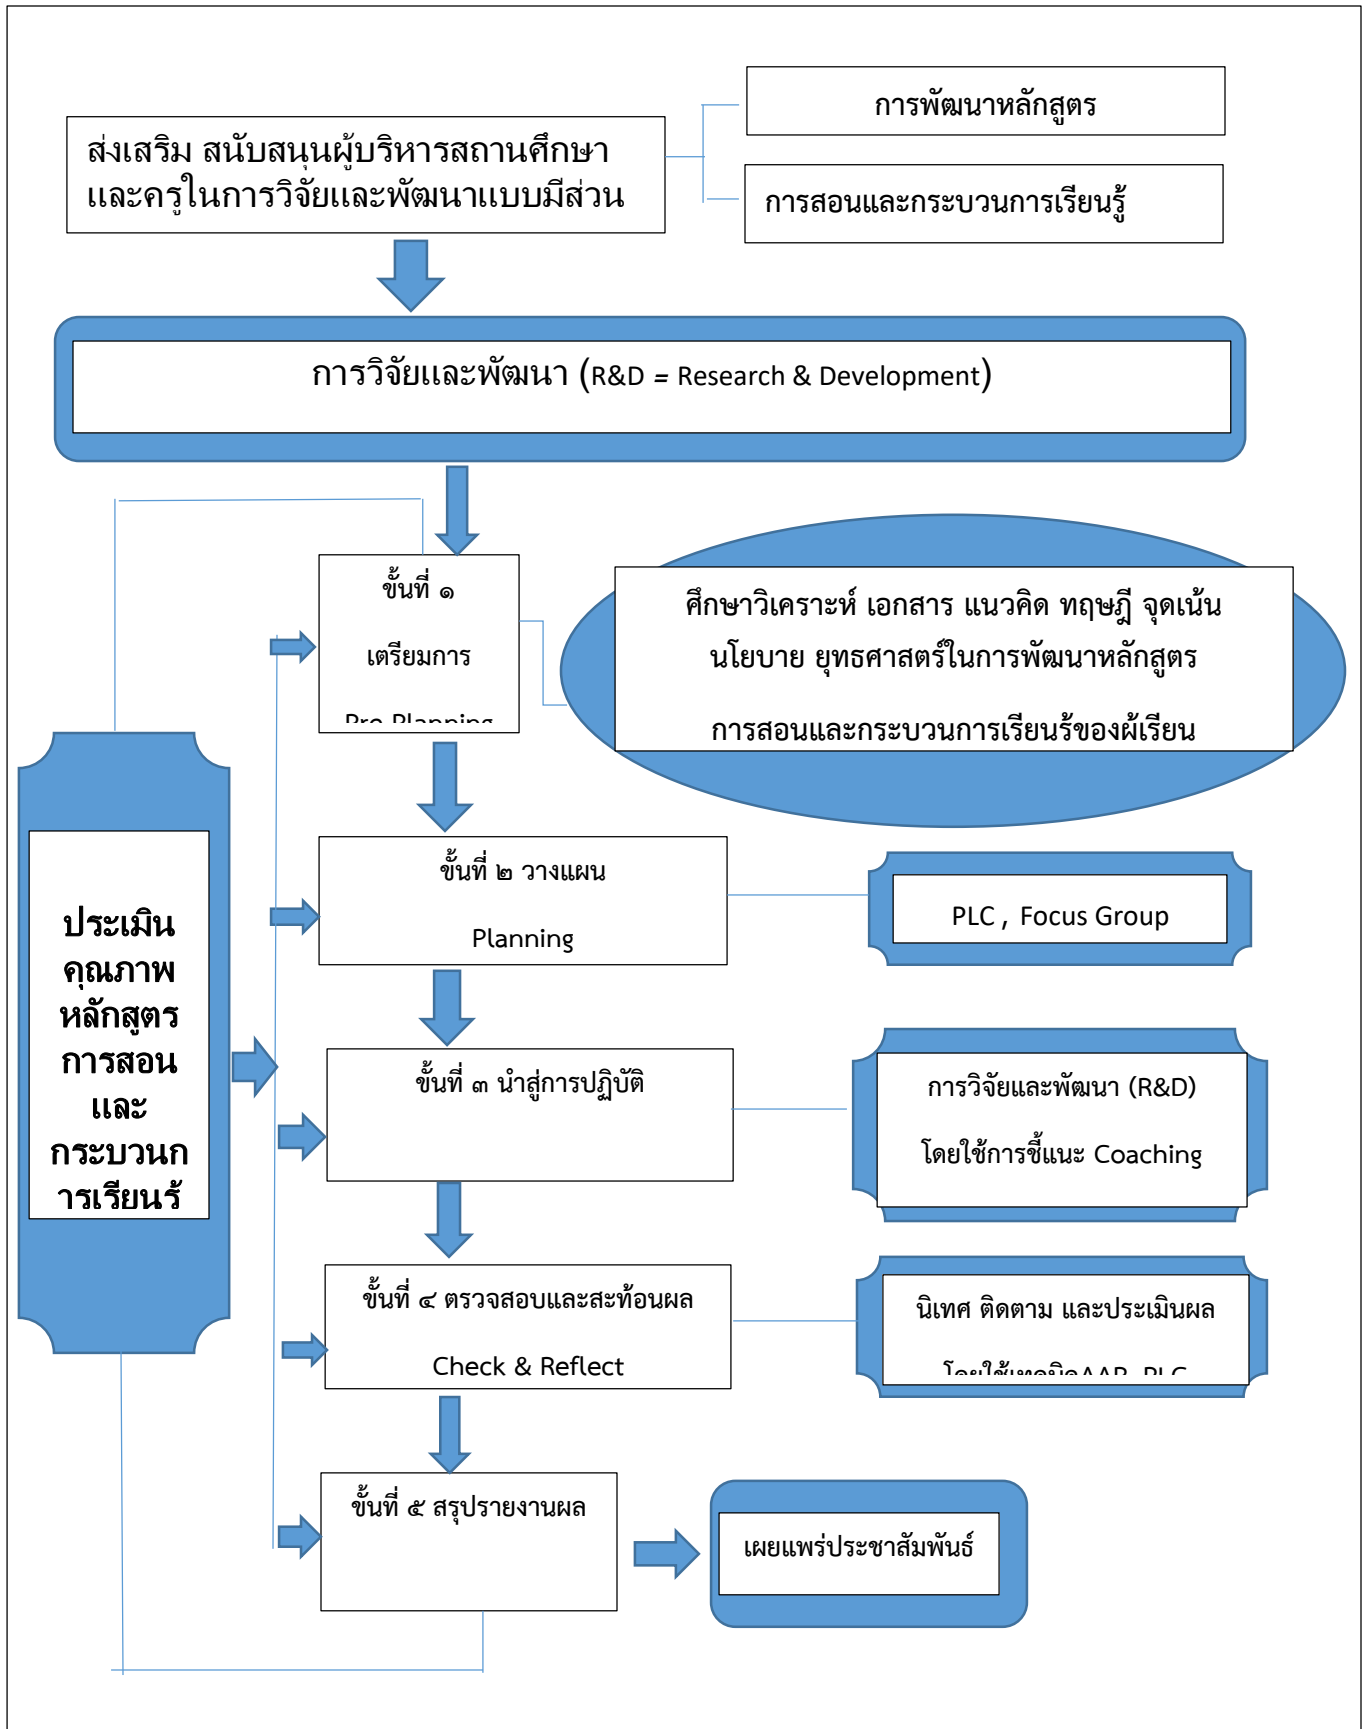 การพัฒนาหลักสูตร
ส่งเสริม สนับสนุนผู้บริหารสถานศึกษา
และครูในการวิจัยและพัฒนาแบบมีส่วน
การสอนและกระบวนการเรียนรู้
การวิจัยและพัฒนา (R&D = Research & Development)
ขั้นที่ ๑
เตรียมการ
Pre Planning
ศึกษาวิเคราะห์ เอกสาร แนวคิด ทฤษฎี จุดเน้น
นโยบาย ยุทธศาสตร์ในการพัฒนาหลักสูตร
การสอนและกระบวนการเรียนรู้ของผู้เรียน
ขั้นที่ ๒ วางแผน
Planning
PLC , Focus Group
ประเมิน
คุณภาพ
หลักสูตร
การสอน
และ
กระบวนก
ารเรียนรู้
ขั้นที่ ๓ นำสู่การปฏิบัติ
การวิจัยและพัฒนา (R&D)
โดยใช้การชี้แนะ Coaching
ขั้นที่ ๔ ตรวจสอบและสะท้อนผล
Check & Reflect
นิเทศ ติดตาม และประเมินผล
โดยใช้เทคนิคAAR PLC
ขั้นที่ ๕ สรุปรายงานผล
เผยแพร่ประชาสัมพันธ์